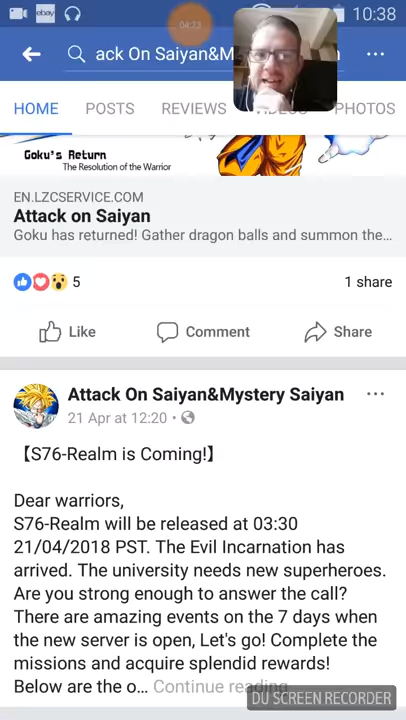 ebay
04:23
10:38
ack On Saiyan&M
HOME
POSTS
REVIEWS
PHOTOS
Goku's Return
The Resolution of the Warrior
EN.LZCSERVICE.COM
Attack on Saiyan
Goku has returned! Gather dragon balls and summon the...
5
1 share
Like
Comment
Share
Attack On Saiyan&Mystery Saiyan
21 Apr at 12:20
【S76-Realm is Coming!】
Dear warriors,
S76-Realm will be released at 03:30
21/04/2018 PST. The Evil Incarnation has
arrived. The university needs new superheroes.
Are you strong enough to answer the call?
There are amazing events on the 7 days when
the new server is open, Let's go! Complete the
missions and acquire splendid rewards!
Below are the o... Continue reading
DU SCREEN RECORDER